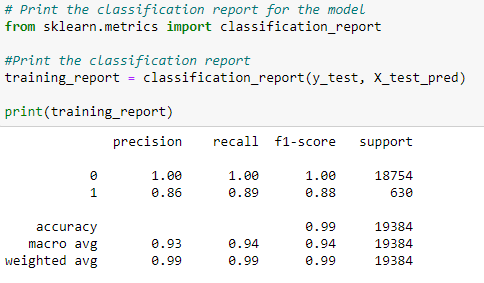 # Print the classification report for the model
from sklearn.metrics import classification_report
#Print the classification report
training_report = classification_report(y_test, X_test_pred)
print(training_report)
precision recall f1-score support
0 1.00 1.00 1.00 18754
1 0.86 0.89 0.88 630
accuracy 0.99 19384
macro avg 0.93 0.94 0.94 19384
weighted avg 0.99 0.99 0.99 19384